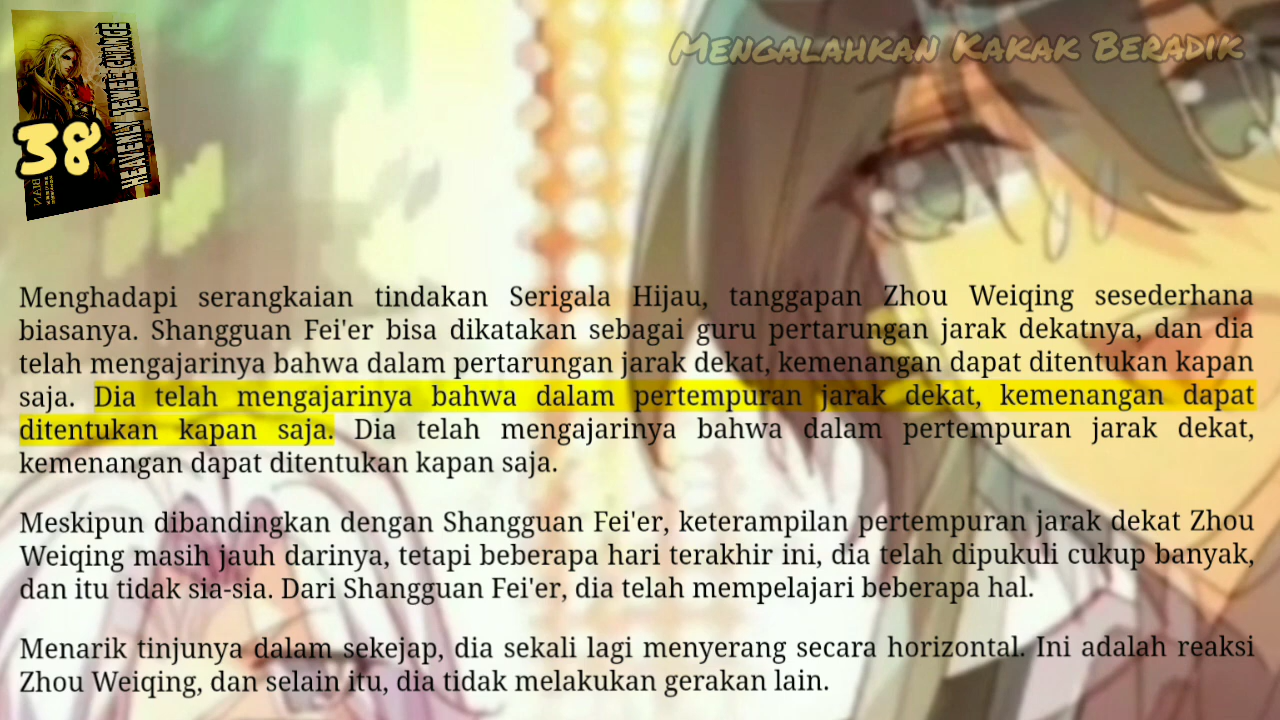 HEAVENLY JEWEL CHANGE
38
Mengalahkan Kakak Beradik
Menghadapi serangkaian tindakan Serigala Hijau, tanggapan Zhou Weiqing sesederhana
biasanya. Shangguan Fei'er bisa dikatakan sebagai guru pertarungan jarak dekatnya, dan dia
telah mengajarinya bahwa dalam pertarungan jarak dekat, kemenangan dapat ditentukan kapan
saja. Dia telah mengajarinya bahwa dalam pertempuran jarak dekat, kemenangan dapat
ditentukan kapan saja. Dia telah mengajarinya bahwa dalam pertempuran jarak dekat,
kemenangan dapat ditentukan kapan saja.
Meskipun dibandingkan dengan Shangguan Fei'er, keterampilan pertempuran jarak dekat Zhou
Weiqing masih jauh darinya, tetapi beberapa hari terakhir ini, dia telah dipukuli cukup banyak,
dan itu tidak sia-sia. Dari Shangguan Fei'er, dia telah mempelajari beberapa hal.
Menarik tinjunya dalam sekejap, dia sekali lagi menyerang secara horizontal. Ini adalah reaksi
Zhou Weiqing, dan selain itu, dia tidak melakukan gerakan lain.